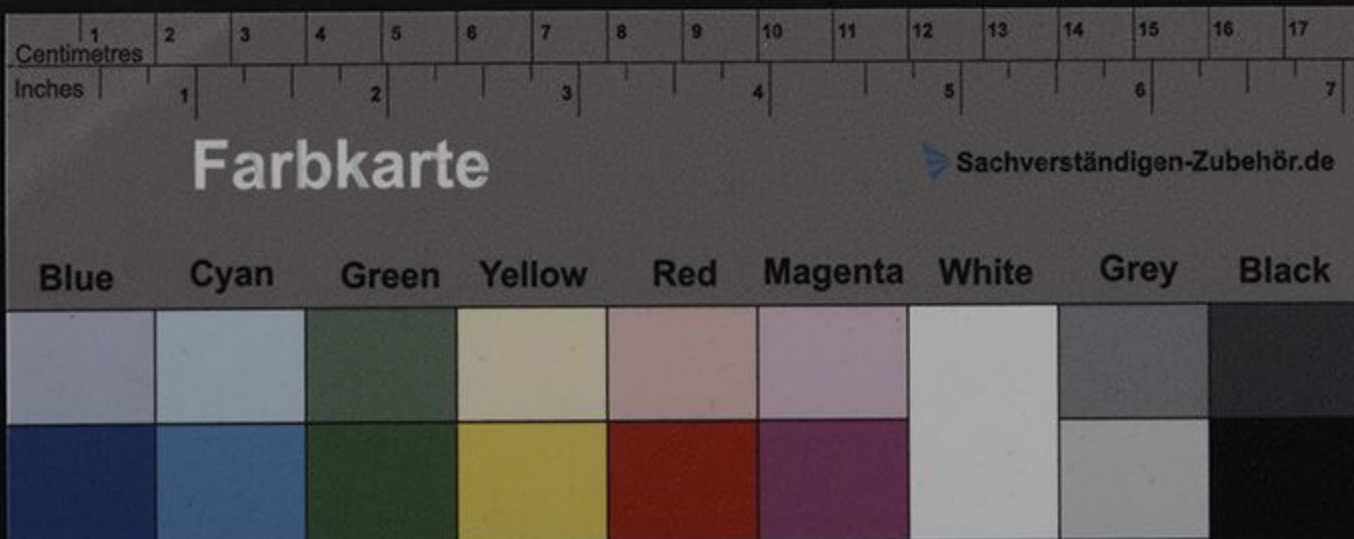 1 2 3 4 5 6 7 8 9 10 11 12 13 14 15 16 17
Centimetres
Inches
1 2 3 4 5 6 7
Farbkarte
Sachverständigen-Zubehör.de
Blue Cyan Green Yellow Red Magenta White Grey Black